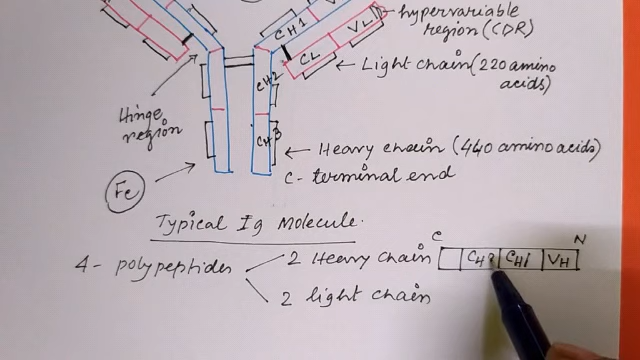 hypervariable
region (CDR)
CH1
VL
CL
Light chain (220 amino
acids)
CH2
Hinge
region
CH3
Heavy chain (440 amino acids)
C- terminal end
Fc
Typical Ig Molecule.
4- polypeptides
2 Heavy Chain
C
N
CH2
CH1
VH
2 light chain